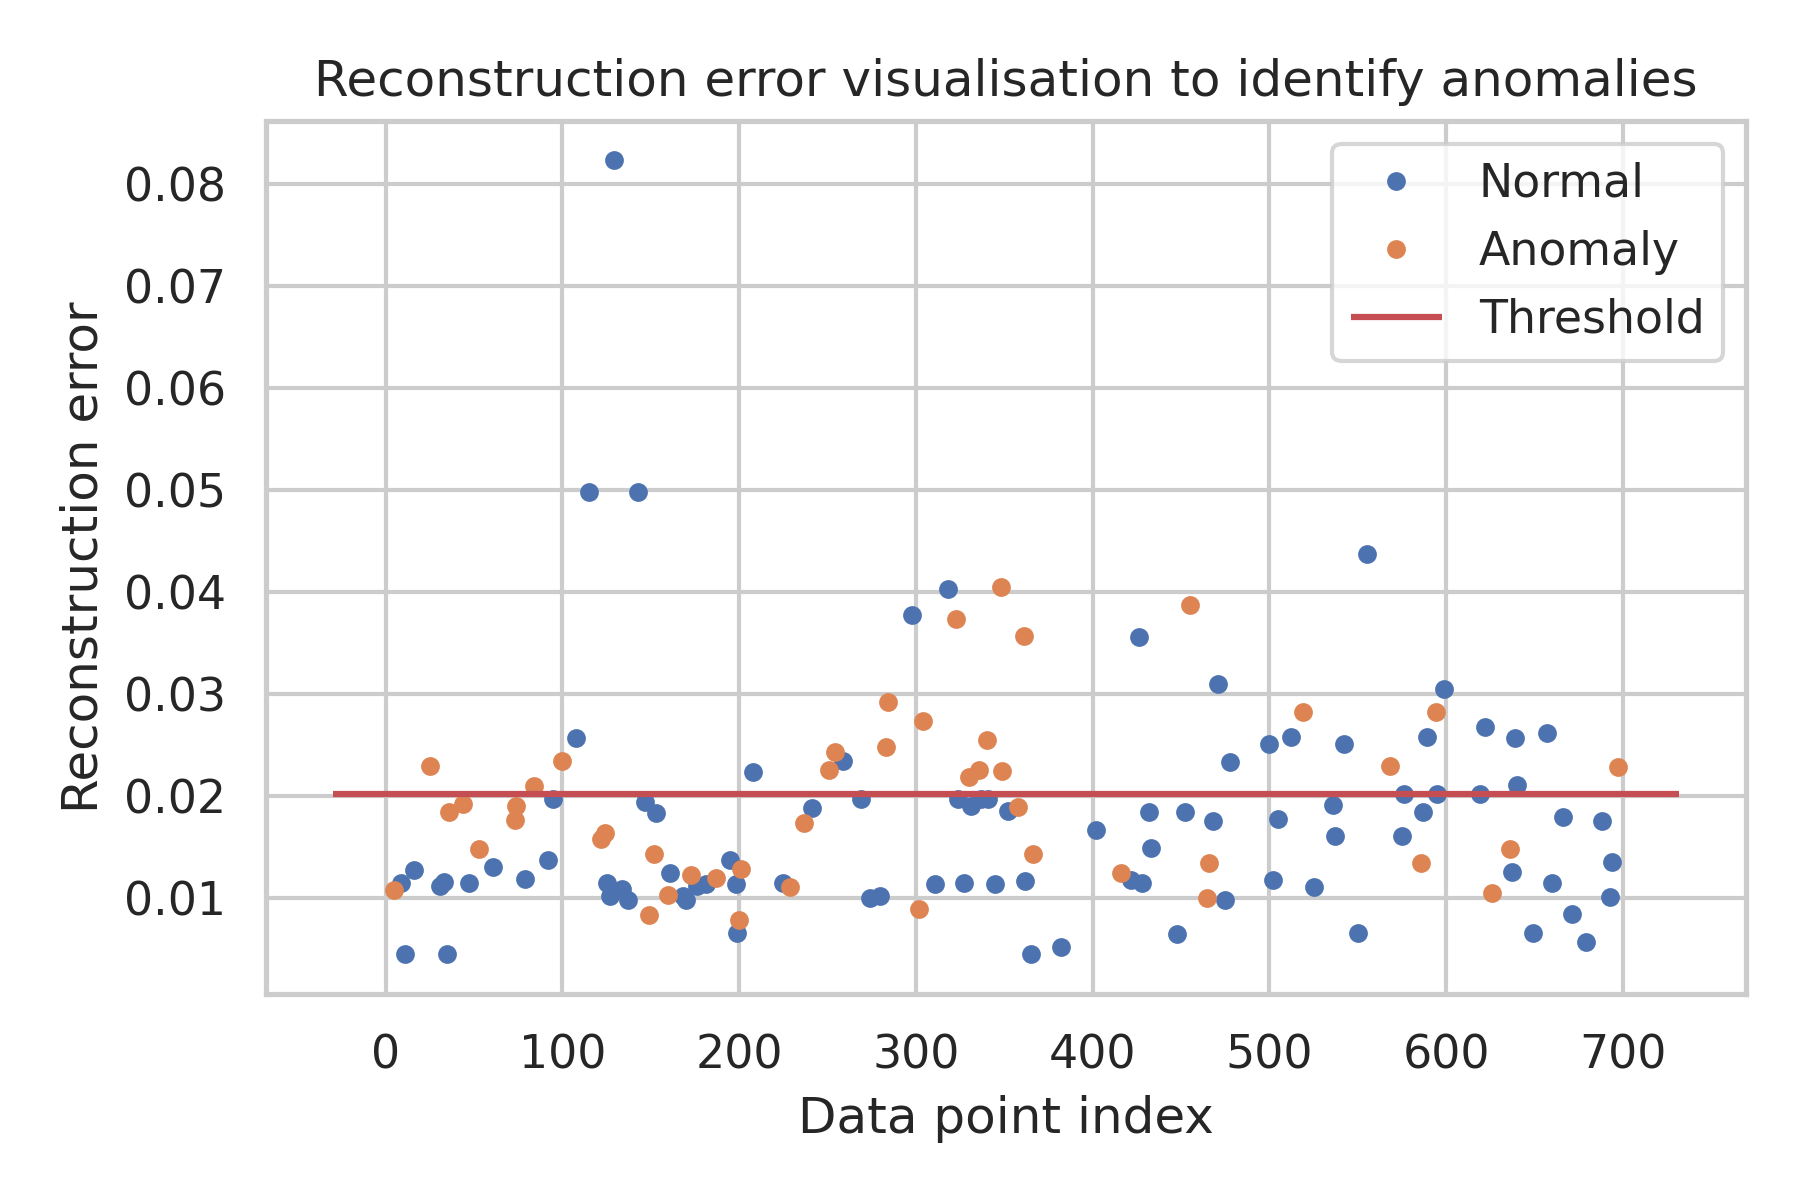 Reconstruction error visualisation to identify anomalies
Normal
Anomaly
Threshold
Reconstruction error
0.08
0.07
0.06
0.05
0.04
0.03
0.02
0.01
0 100 200 300 400 500 600 700
Data point index